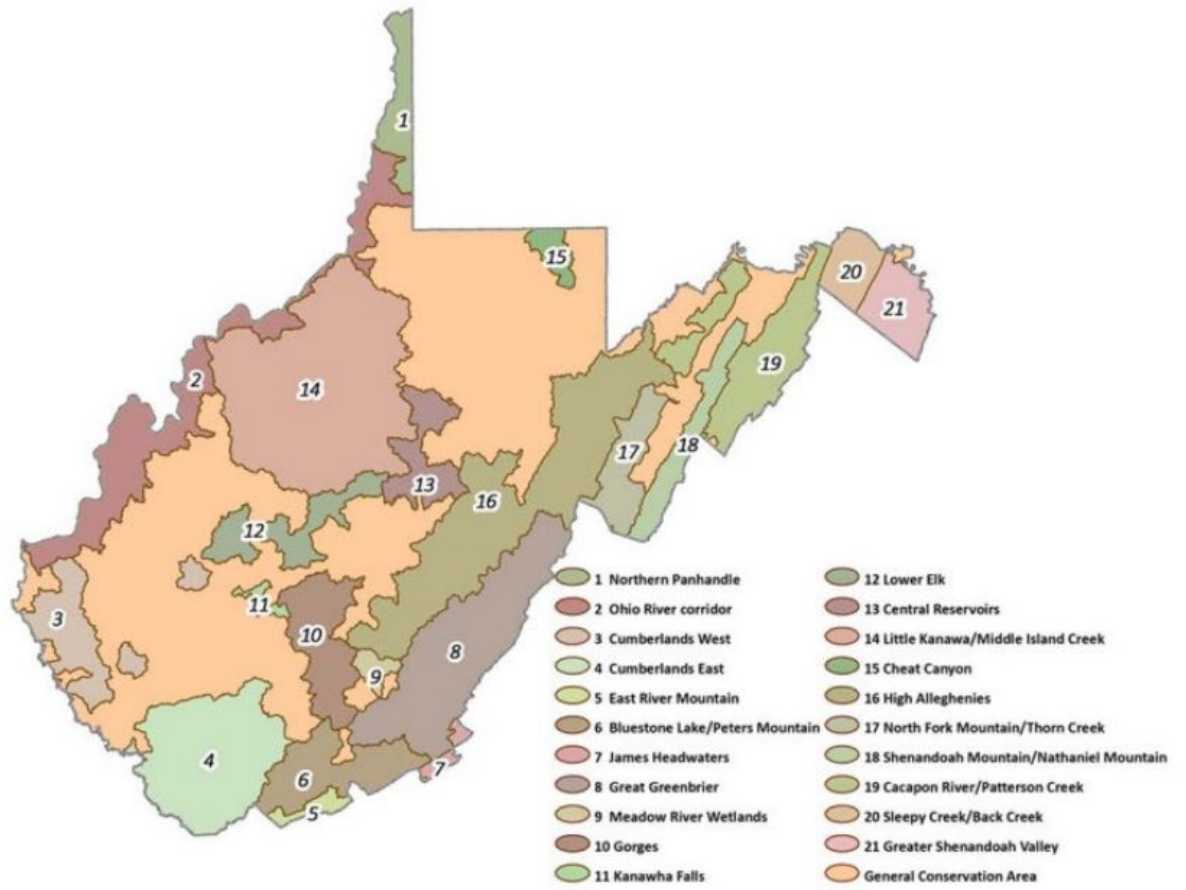 1
15
20
21
2
14
19
18
17
13
16
12
11
3
10
8
9
4
7
6
5
1 Northern Panhandle
2 Ohio River corridor
3 Cumberlands West
4 Cumberlands East
5 East River Mountain
6 Bluestone Lake/Peters Mountain
7 James Headwaters
8 Great Greenbrier
9 Meadow River Wetlands
10 Gorges
11 Kanawha Falls
12 Lower Elk
13 Central Reservoirs
14 Little Kanawa/Middle Island Creek
15 Cheat Canyon
16 High Alleghenies
17 North Fork Mountain/Thorn Creek
18 Shenandoah Mountain/Nathaniel Mountain
19 Cacapon River/Patterson Creek
20 Sleepy Creek/Back Creek
21 Greater Shenandoah Valley
General Conservation Area